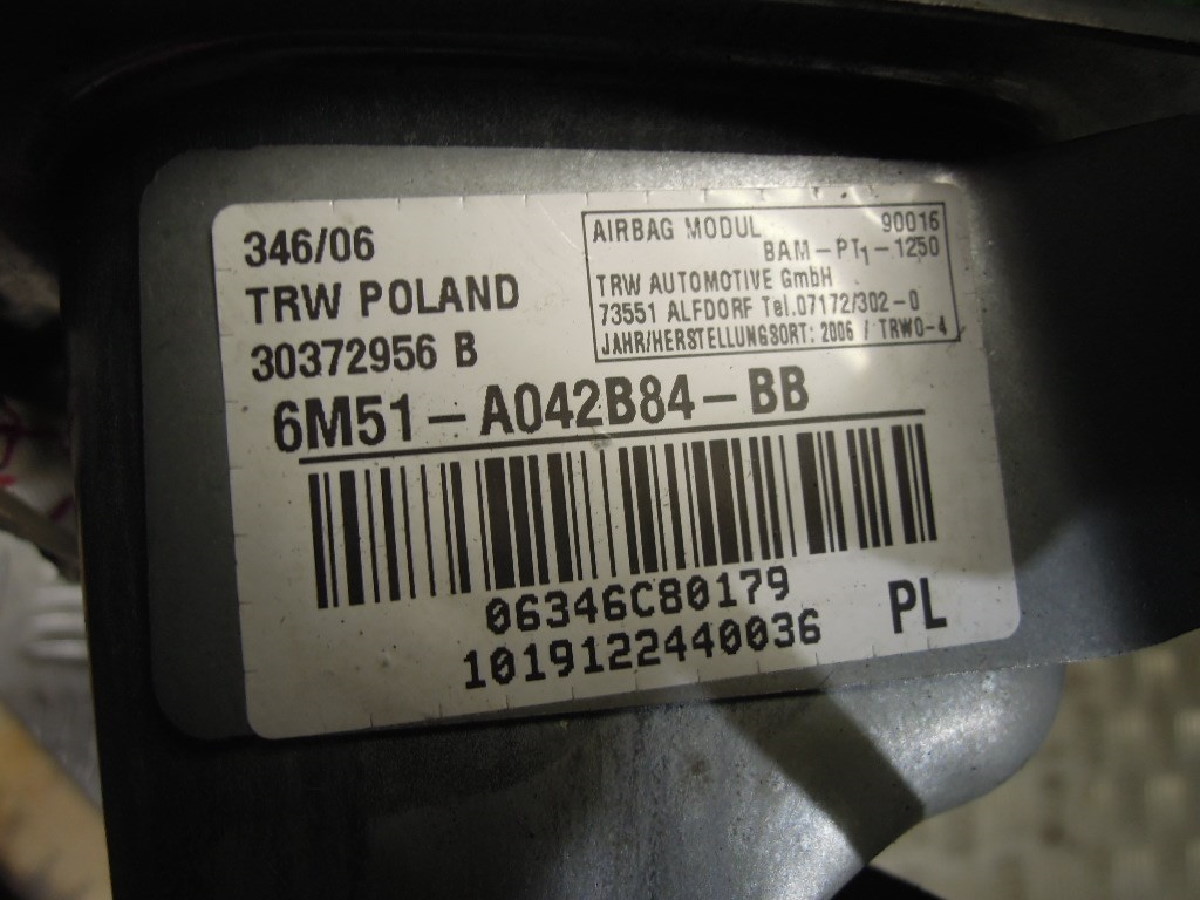 346/06
TRW POLAND
30372956 B
AIRBAG MODUL 90016
BAM-PT1-1250
TRW AUTOMOTIVE GmbH
73551 ALFDORF Tel.07172/302-0
JAHR/HERSTELLUNGSORT: 2006 / TRWO-4
6M51-A042B84-BB
06346C80179
1019122440036
PL